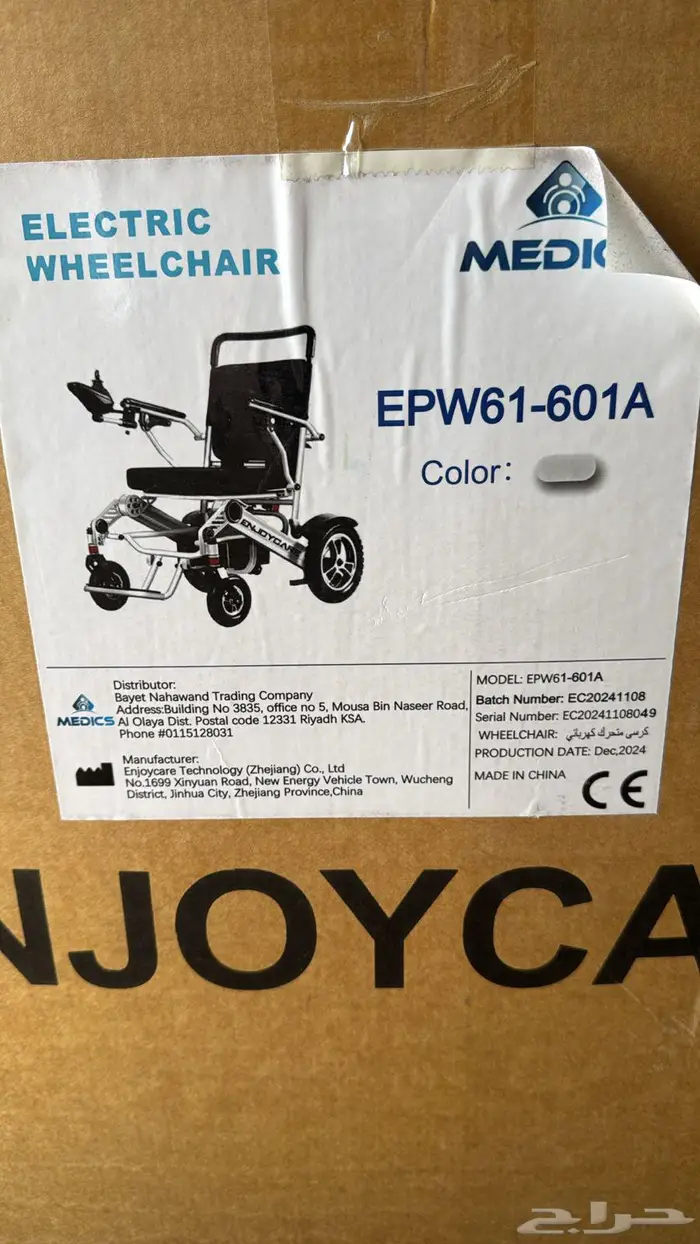 ELECTRIC
WHEELCHAIR
MEDIC
EPW61-601A
Color:
ENJOYCARE
Distributor:
Bayet Nahawand Trading Company
Address:Building No 3835, office no 5, Mousa Bin Naseer Road,
Al Olaya Dist. Postal code 12331 Riyadh KSA.
Phone #0115128031
MEDICS
Manufacturer:
Enjoycare Technology (Zhejiang) Co., Ltd
No.1699 Xinyuan Road, New Energy Vehicle Town, Wucheng
District, Jinhua City, Zhejiang Province,China
MODEL: EPW61-601A
Batch Number: EC20241108
Serial Number: EC20241108049
WHEELCHAIR: كرسي متحرك كهربائي
PRODUCTION DATE: Dec,2024
MADE IN CHINA
CE
NJOYCA
حراج